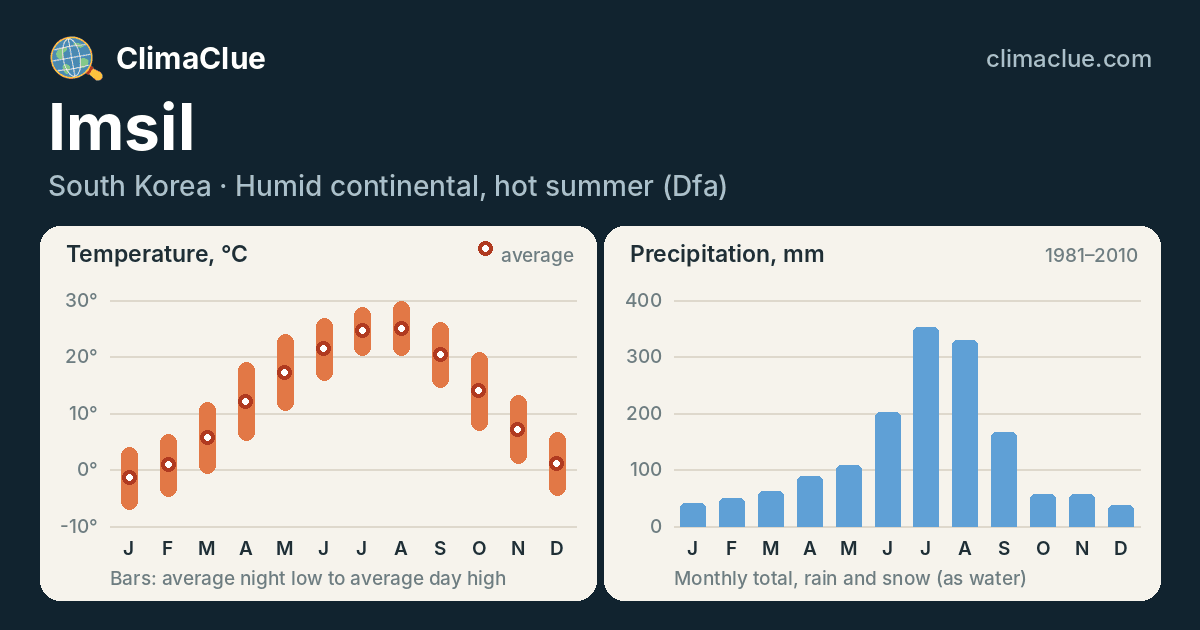 ClimaClue
climaclue.com
Imsil
South Korea · Humid continental, hot summer (Dfa)
Temperature, °C
average
30°
20°
10°
0°
-10°
J F M A M J J A S O N D
Bars: average night low to average day high
Precipitation, mm
1981–2010
400
300
200
100
0
J F M A M J J A S O N D
Monthly total, rain and snow (as water)